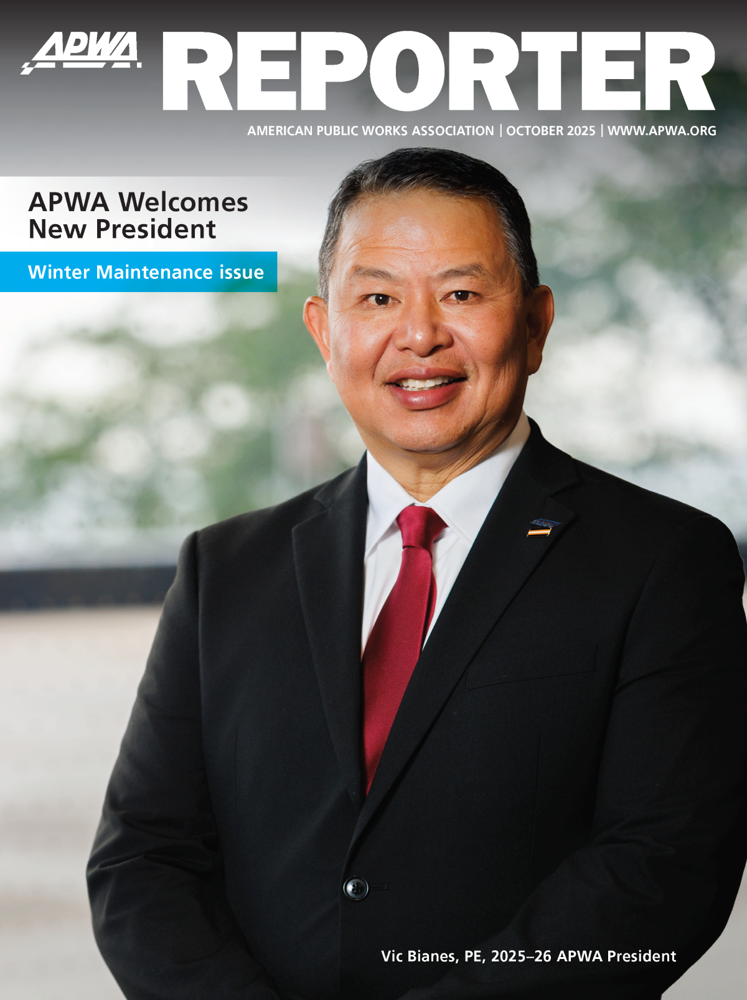 APWA
REPORTER
AMERICAN PUBLIC WORKS ASSOCIATION | OCTOBER 2025 | WWW.APWA.ORG
APWA Welcomes
New President
Winter Maintenance issue
Vic Bianes, PE, 2025–26 APWA President